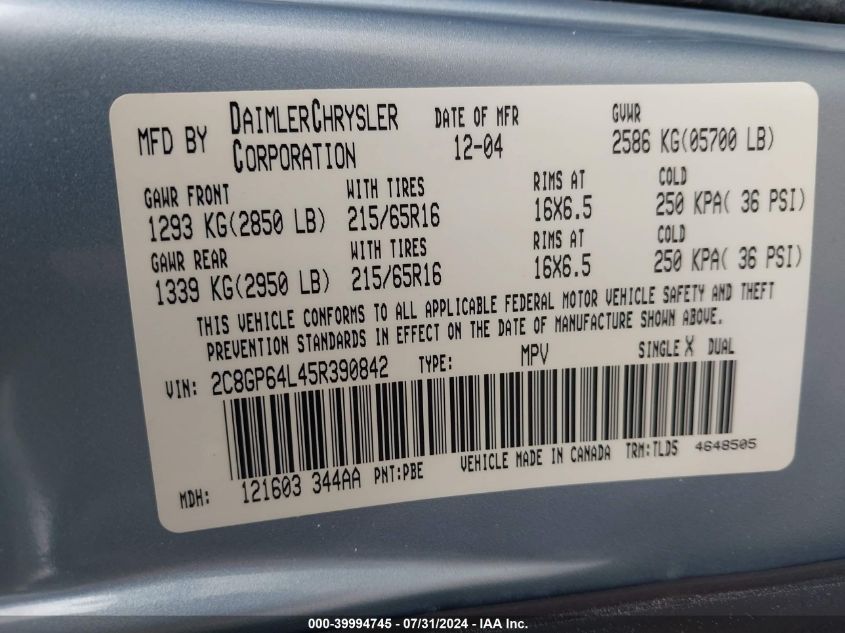 MFD BY DAIMLERCHRYSLER CORPORATION
DATE OF MFR 12-04
GVWR 2586 KG(05700 LB)
GAWR FRONT WITH TIRES RIMS AT COLD
1293 KG(2850 LB) 215/65R16 16X6.5 250 KPA( 36 PSI)
GAWR REAR WITH TIRES RIMS AT COLD
1339 KG(2950 LB) 215/65R16 16X6.5 250 KPA( 36 PSI)
THIS VEHICLE CONFORMS TO ALL APPLICABLE FEDERAL MOTOR VEHICLE SAFETY AND THEFT
PREVENTION STANDARDS IN EFFECT ON THE DATE OF MANUFACTURE SHOWN ABOVE.
VIN: 2C8GP64L45R390842 TYPE: MPV SINGLE X DUAL
MDH: 121603 344AA PNT:PBE VEHICLE MADE IN CANADA TRM:TLD5 4648505
000-39994745 - 07/31/2024 - IAA Inc.